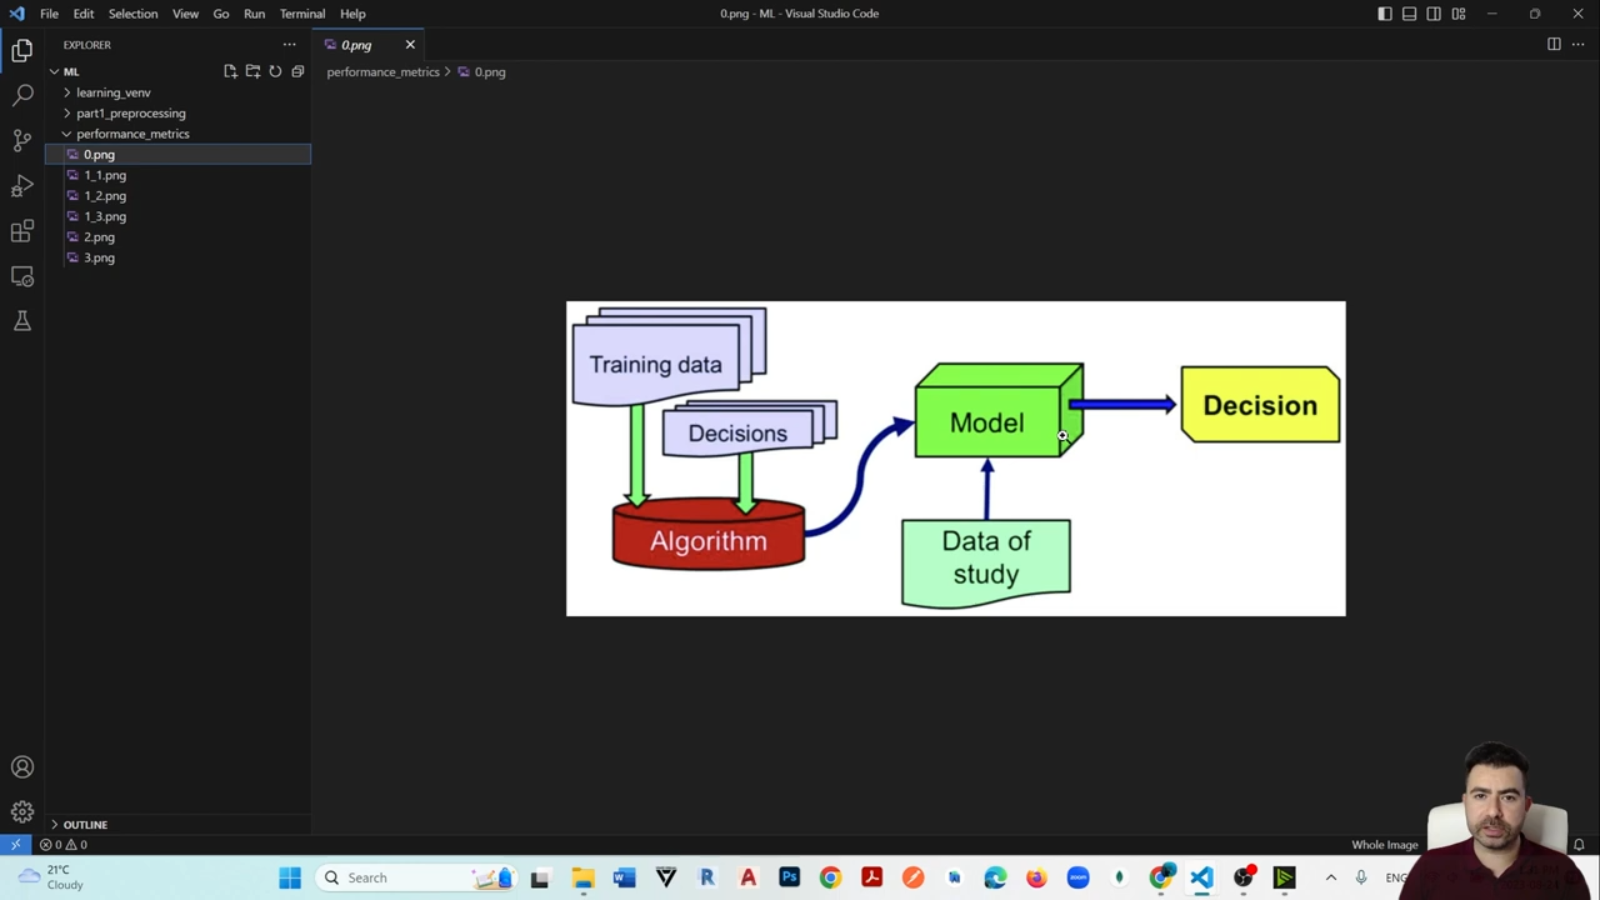 File Edit Selection View Go Run Terminal Help
0.png - ML - Visual Studio Code
EXPLORER
0.png
ML
performance_metrics > 0.png
learning_venv
part1_preprocessing
performance_metrics
0.png
1_1.png
1_2.png
1_3.png
2.png
3.png
Training data
Decisions
Algorithm
Model
Data of
study
Decision
OUTLINE
0 0
Whole Image
21°C
Cloudy
Search
ENG